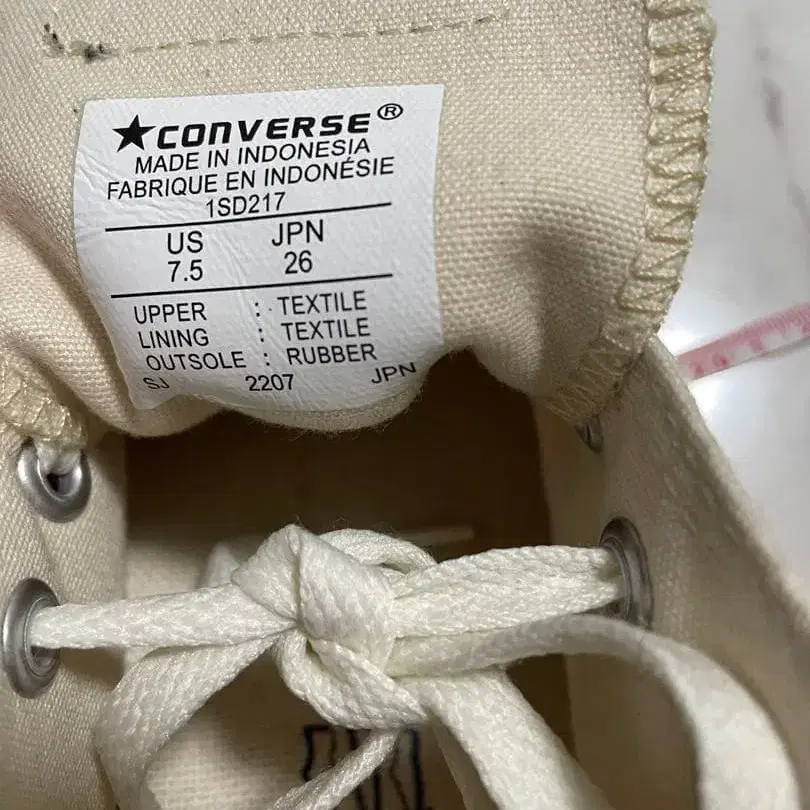 ★CONVERSE®
MADE IN INDONESIA
FABRIQUE EN INDONÉSIE
1SD217
US JPN
7.5 26
UPPER : TEXTILE
LINING : TEXTILE
OUTSOLE : RUBBER
SJ 2207 JPN